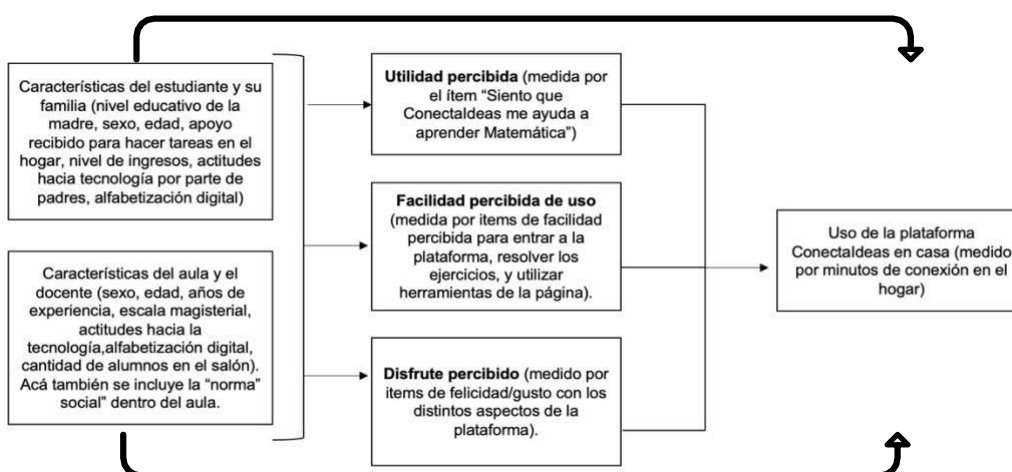 Características del estudiante y su
familia (nivel educativo de la
madre, sexo, edad, apoyo
recibido para hacer tareas en el
hogar, nivel de ingresos, actitudes
hacia tecnología por parte de
padres, alfabetización digital)
Características del aula y el
docente (sexo, edad, años de
experiencia, escala magisterial,
actitudes hacia la
tecnología,alfabetización digital,
cantidad de alumnos en el salón).
Acá también se incluye la “norma”
social” dentro del aula.
Utilidad percibida (medida por
el ítem “Siento que
ConectaIdeas me ayuda a
aprender Matemática”)
Facilidad percibida de uso
(medida por items de facilidad
percibida para entrar a la
plataforma, resolver los
ejercicios, y utilizar
herramientas de la página).
Disfrute percibido (medido por
items de felicidad/gusto con los
distintos aspectos de la
plataforma).
Uso de la plataforma
ConectaIdeas en casa (medido
por minutos de conexión en el
hogar)